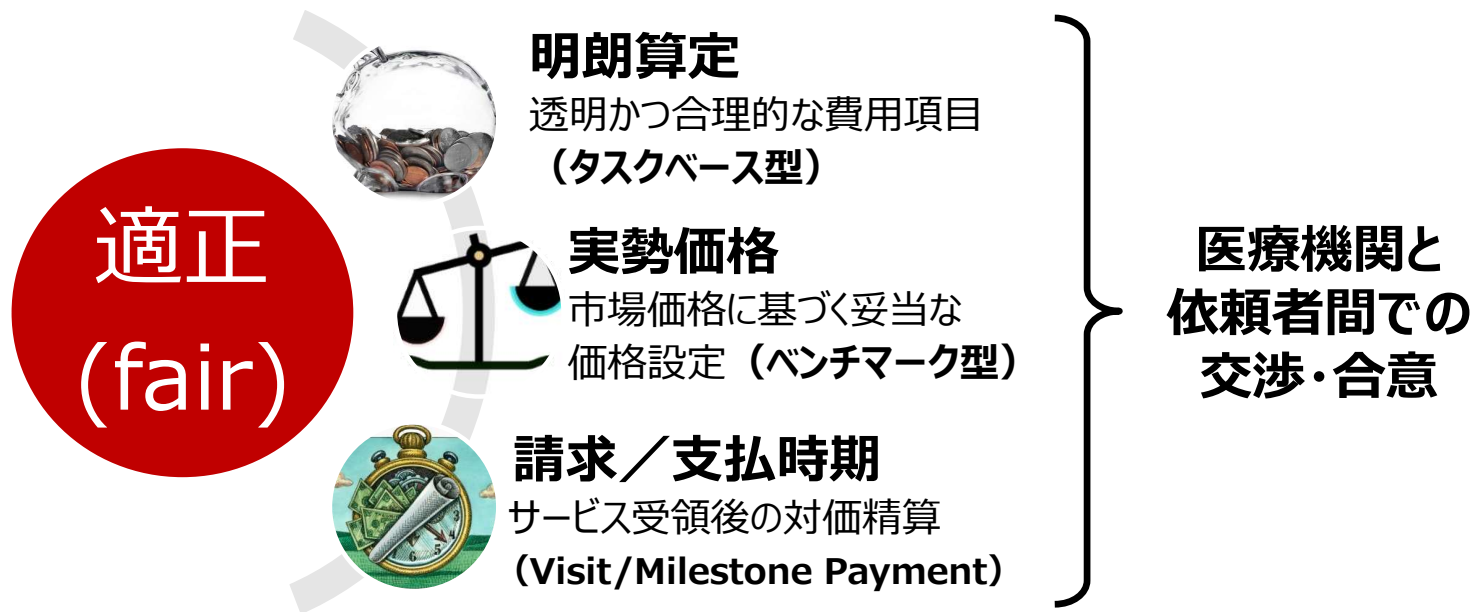 適正
(fair)
明朗算定
透明かつ合理的な費用項目
（タスクベース型）
実勢価格
市場価格に基づく妥当な
価格設定（ベンチマーク型）
請求／支払時期
サービス受領後の対価精算
（Visit/Milestone Payment）
医療機関と
依頼者間での
交渉・合意